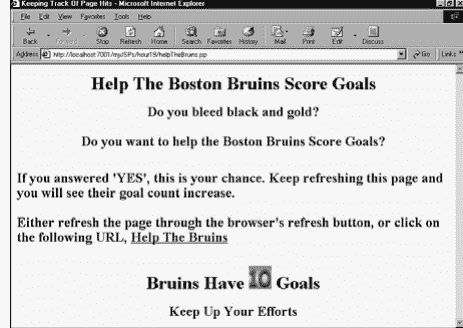 Keeping Track Of Page Hits - Microsoft Internet Explorer
File Edit View Favorites Tools Help
Back Forward Stop Refresh Home Search Favorites History Mail Print Edit Discuss
Address http://localhost:7001/myJSPs/hour19/helpTheBruins.jsp Go Links »
Help The Boston Bruins Score Goals
Do you bleed black and gold?
Do you want to help the Boston Bruins Score Goals?
If you answered 'YES', this is your chance. Keep refreshing this page and
you will see their goal count increase.
Either refresh the page through the browser's refresh button, or click on
the following URL, Help The Bruins
Bruins Have 10 Goals
Keep Up Your Efforts